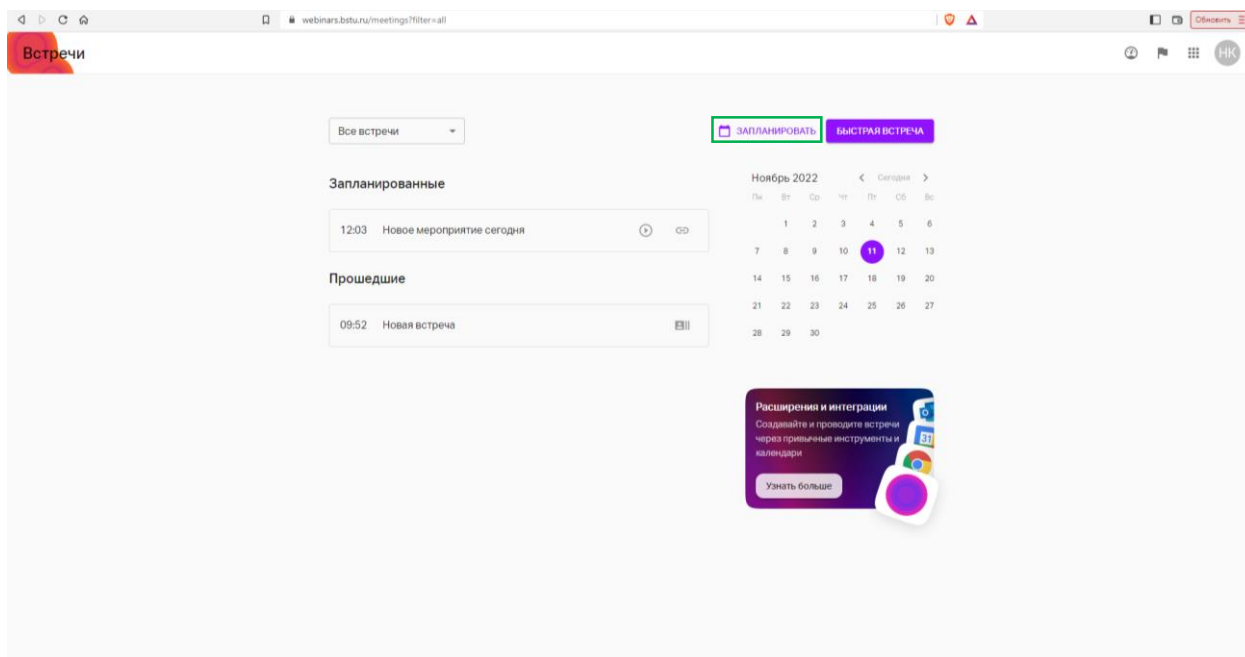 webinars.bstu.ru/meetings?filter=all
Обновить
Встречи
НК
Все встречи
ЗАПЛАНИРОВАТЬ
БЫСТРАЯ ВСТРЕЧА
Запланированные
12:03 Новое мероприятие сегодня
Прошедшие
09:52 Новая встреча
Ноябрь 2022 Сегодня
Пн Вт Ср Чт Пт Сб Вс
1 2 3 4 5 6
7 8 9 10 11 12 13
14 15 16 17 18 19 20
21 22 23 24 25 26 27
28 29 30
Расширения и интеграции
Создавайте и проводите встречи
через привычные инструменты и
календари
Узнать больше
31